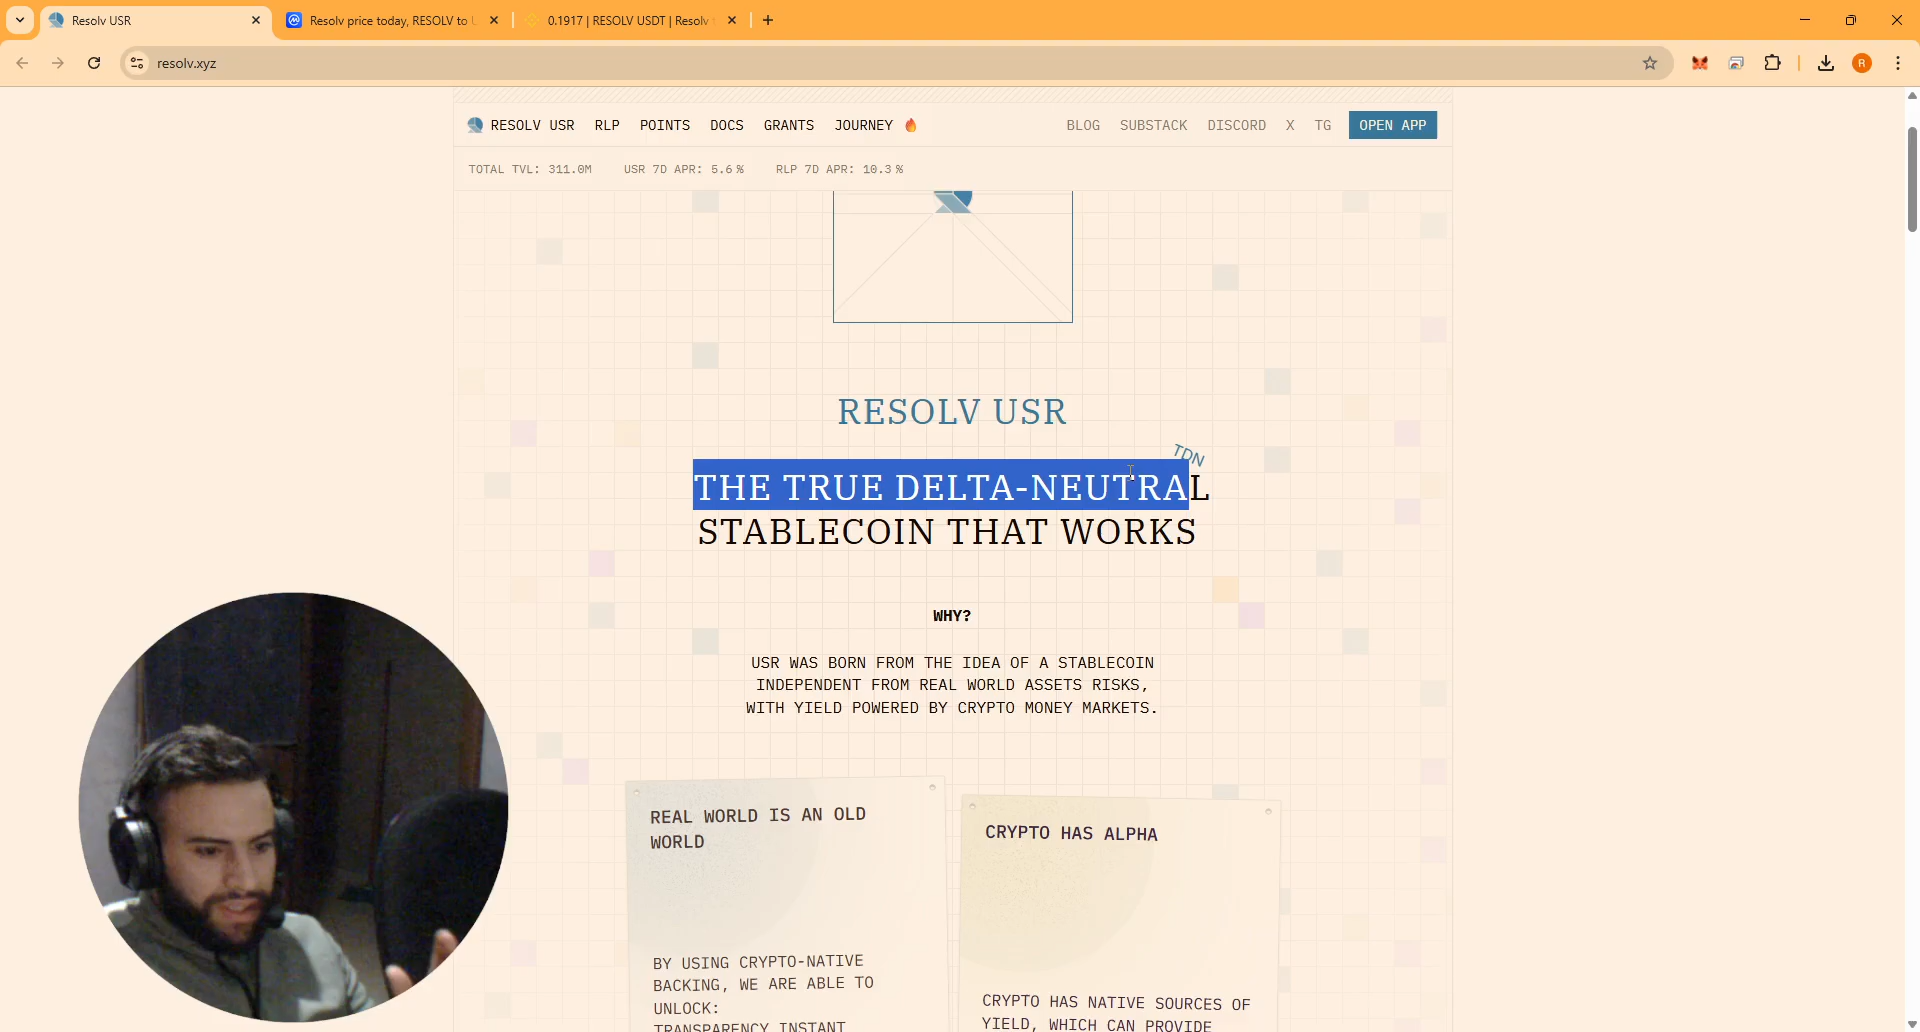 Resolv USR
Resolv price today, RESOLV to
0.1917 | RESOLV USDT | Resolv
resolv.xyz
R
RESOLV USR RLP POINTS DOCS GRANTS JOURNEY BLOG SUBSTACK DISCORD X TG OPEN APP
TOTAL TVL: 311.0M USR 7D APR: 5.6% RLP 7D APR: 10.3%
RESOLV USR
TDN
THE TRUE DELTA-NEUTRAL
STABLECOIN THAT WORKS
WHY?
USR WAS BORN FROM THE IDEA OF A STABLECOIN
INDEPENDENT FROM REAL WORLD ASSETS RISKS,
WITH YIELD POWERED BY CRYPTO MONEY MARKETS.
REAL WORLD IS AN OLD
WORLD
BY USING CRYPTO-NATIVE
BACKING, WE ARE ABLE TO
UNLOCK:
TRANSPARENCY INSTANT
CRYPTO HAS ALPHA
CRYPTO HAS NATIVE SOURCES OF
YIELD, WHICH CAN PROVIDE